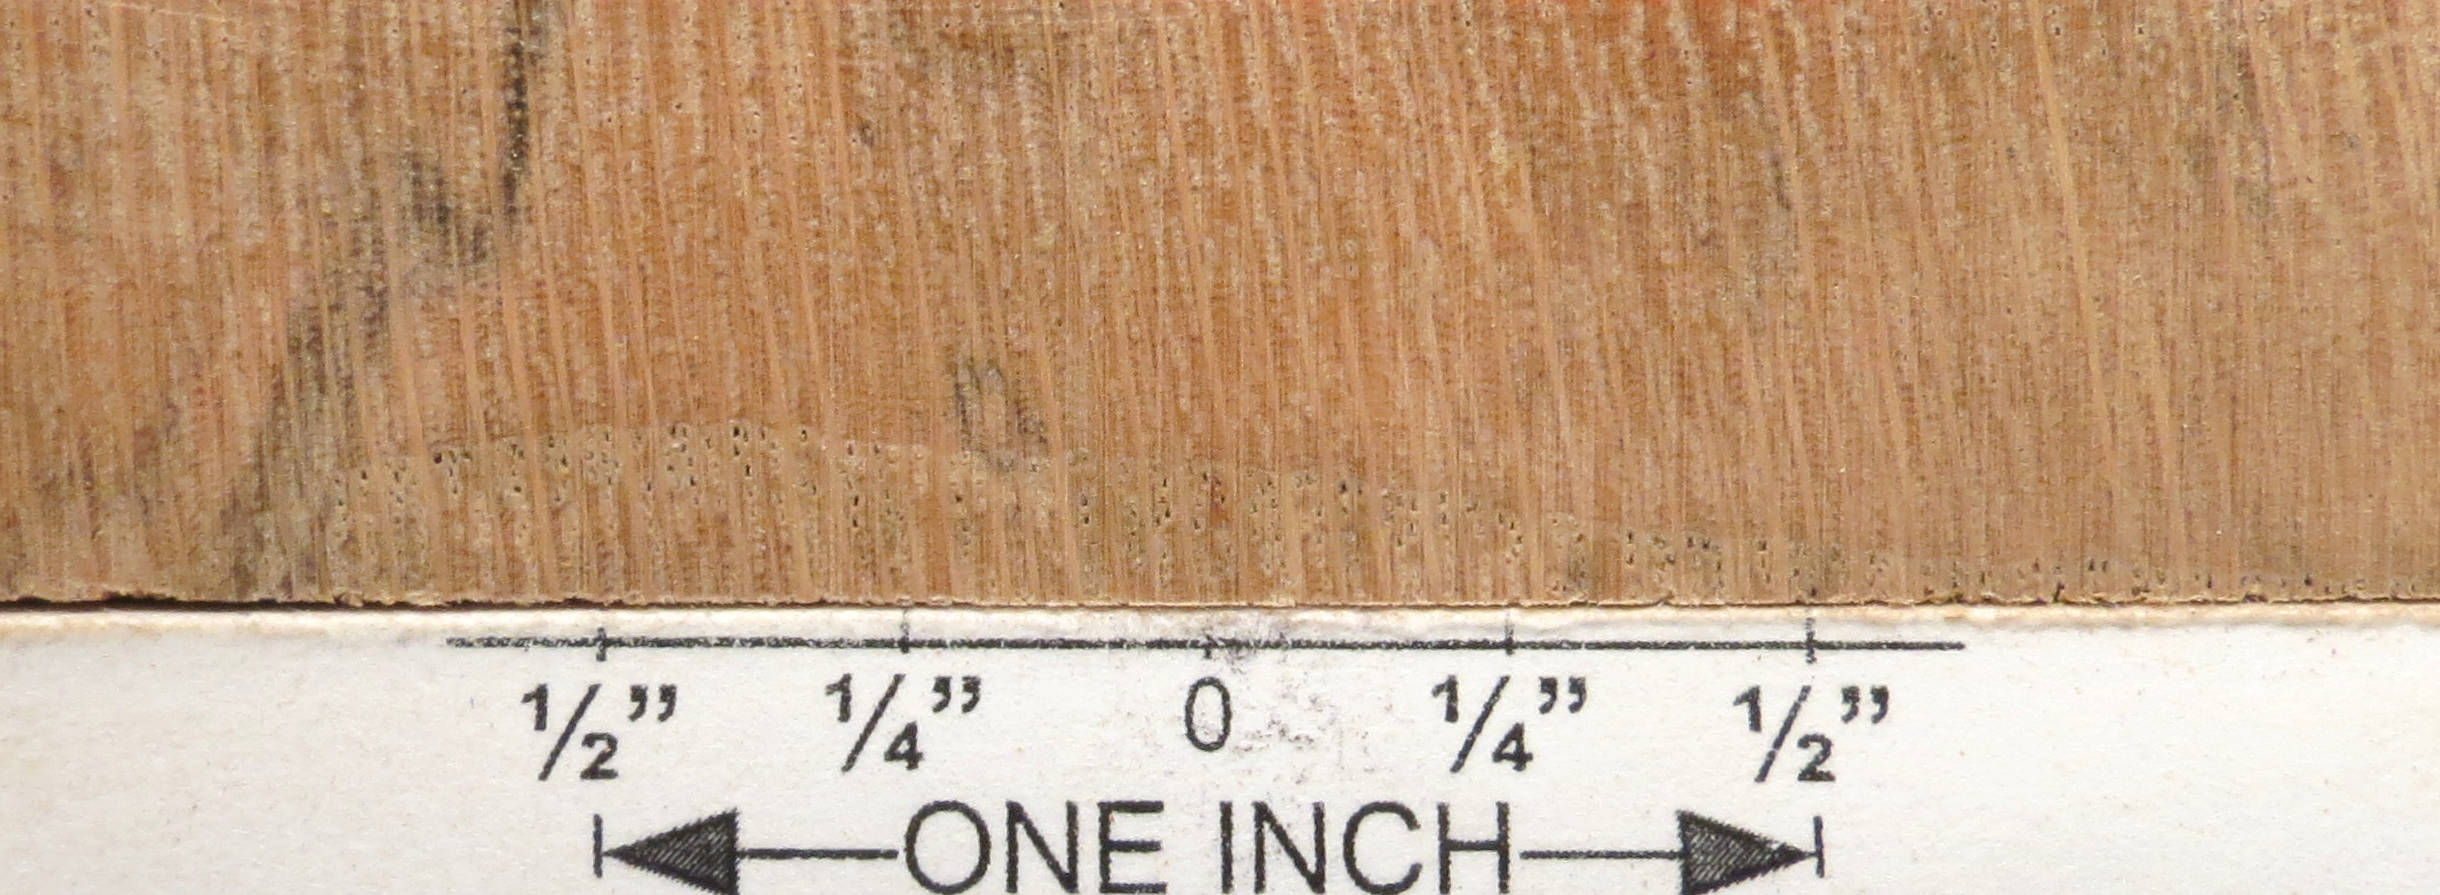 1/2” 1/4” 0 1/4” 1/2”
ONE INCH